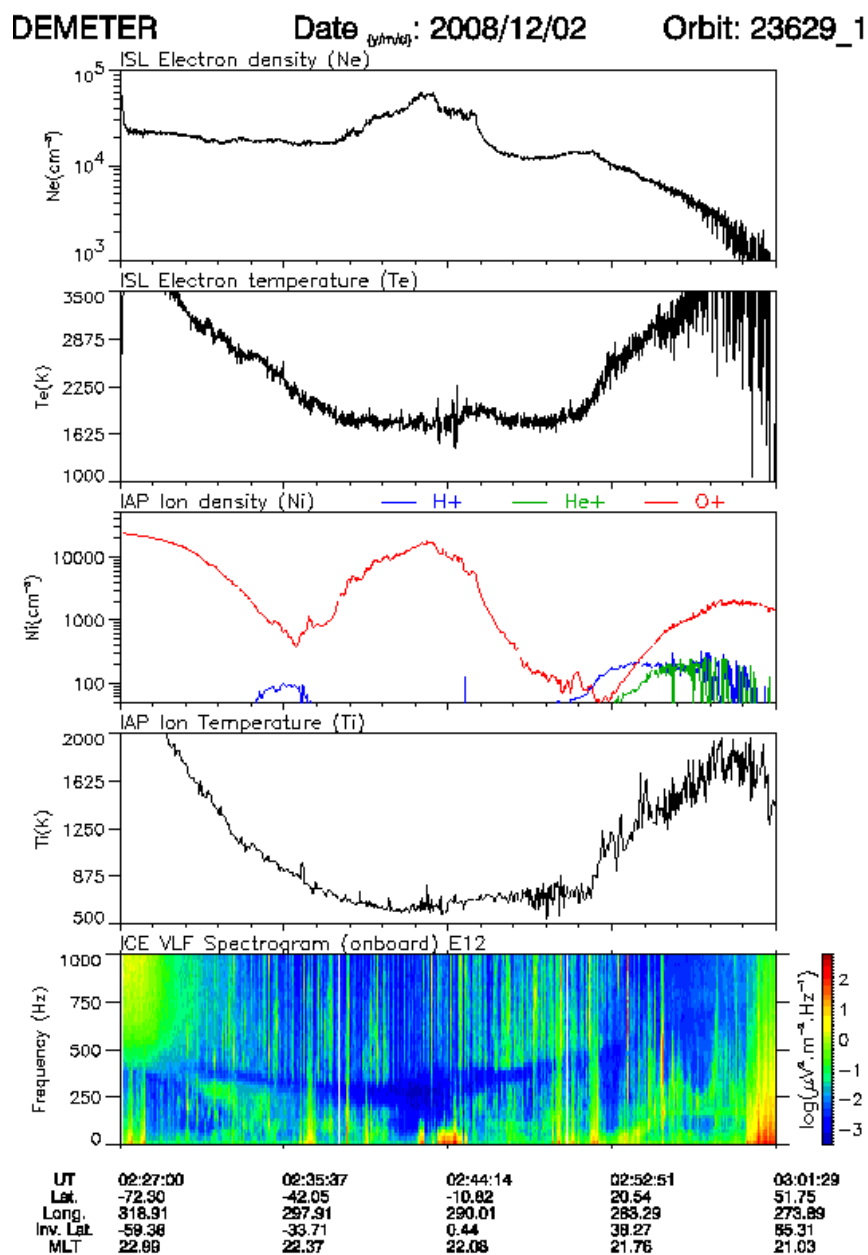 DEMETER Date (y/m/d): 2008/12/02 Orbit: 23629_1
ISL Electron density (Ne)
10^5
10^4
10^3
Ne(cm⁻³)
ISL Electron temperature (Te)
3500
2875
2250
1625
1000
Te(K)
IAP Ion density (Ni) H+ He+ O+
10000
1000
100
Ni(cm⁻³)
IAP Ion Temperature (Ti)
2000
1625
1250
875
500
Ti(K)
ICE VLF Spectrogram (onboard) E12
1000
750
500
250
0
Frequency (Hz)
2
1
0
−1
−2
−3
log(μV².m⁻².Hz⁻¹)
UT 02:27:00 02:35:37 02:44:14 02:52:51 03:01:29
Lat. -72.30 -42.05 -10.82 20.54 51.75
Long. 318.91 297.91 290.01 283.29 273.89
Inv. Lat. -59.38 -33.71 0.44 38.27 65.31
MLT 22.99 22.37 22.08 21.76 21.03